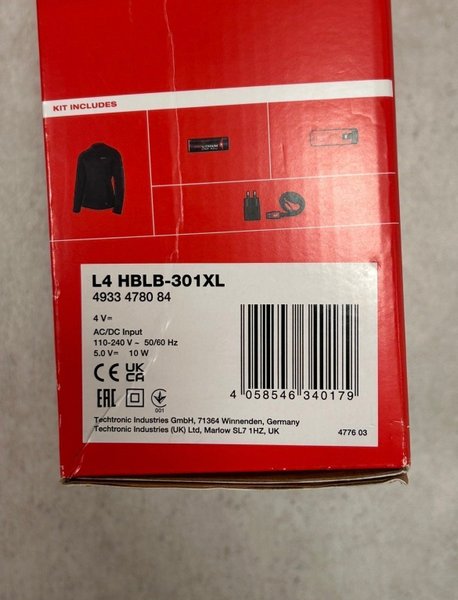 KIT INCLUDES
L4 HBLB-301XL
4933 4780 84
4 V⎓
AC/DC Input
110-240 V ~ 50/60 Hz
5.0 V⎓ 10 W
CE UK CA
EAC 001
4 058546 340179
Techtronic Industries GmbH, 71364 Winnenden, Germany
Techtronic Industries (UK) Ltd, Marlow SL7 1HZ, UK
4776 03